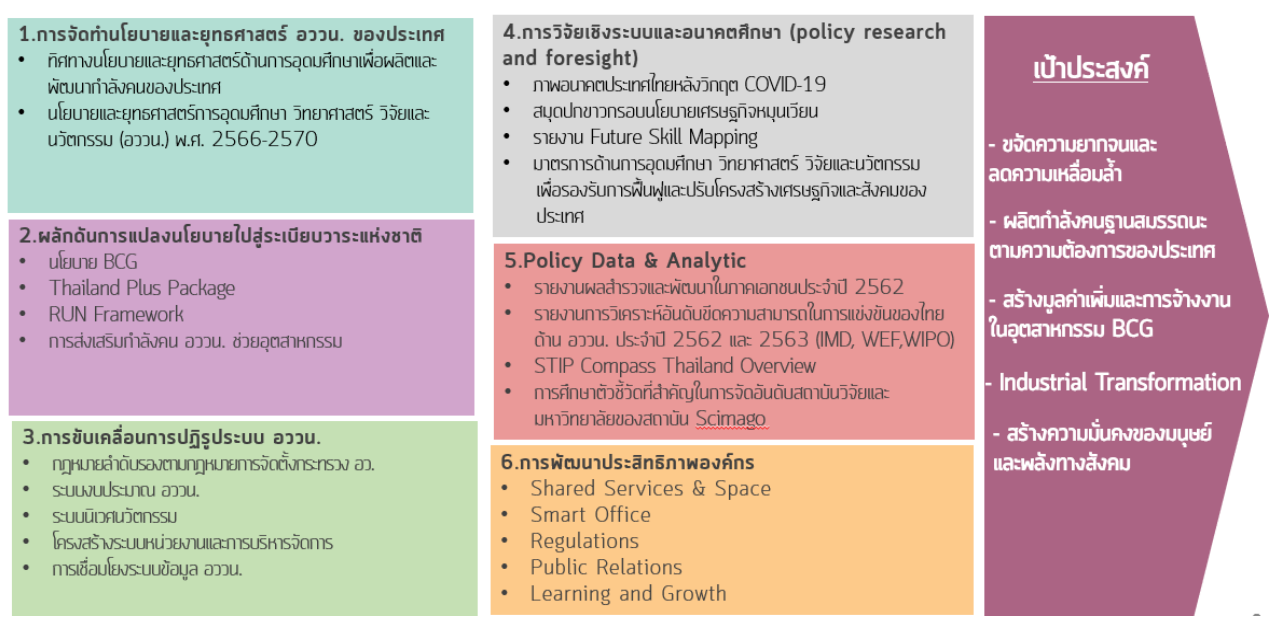 1.การจัดทำนโยบายและยุทธศาสตร์ อววน. ของประเทศ
• ทิศทางนโยบายและยุทธศาสตร์ด้านการอุดมศึกษาเพื่อผลิตและ
พัฒนากำลังคนของประเทศ
• นโยบายและยุทธศาสตร์การอุดมศึกษา วิทยาศาสตร์ วิจัยและ
นวัตกรรม (อววน.) พ.ศ. 2566-2570
2.ผลักดันการแปลงนโยบายไปสู่ระเบียบวาระแห่งชาติ
• นโยบาย BCG
• Thailand Plus Package
• RUN Framework
• การส่งเสริมกำลังคน อววน. ช่วยอุตสาหกรรม
3.การขับเคลื่อนการปฏิรูประบบ อววน.
• กฎหมายลำดับรองตามกฎหมายการจัดตั้งกระทรวง อว.
• ระบบงบประมาณ อววน.
• ระบบนิเวศนวัตกรรม
• โครงสร้างระบบหน่วยงานและการบริหารจัดการ
• การเชื่อมโยงระบบข้อมูล อววน.
4.การวิจัยเชิงระบบและอนาคตศึกษา (policy research
and foresight)
• ภาพอนาคตประเทศไทยหลังวิกฤต COVID-19
• สมุดปกขาวกรอบนโยบายเศรษฐกิจหมุนเวียน
• รายงาน Future Skill Mapping
• มาตรการด้านการอุดมศึกษา วิทยาศาสตร์ วิจัยและนวัตกรรม
เพื่อรองรับการฟื้นฟูและปรับโครงสร้างเศรษฐกิจและสังคมของ
ประเทศ
5.Policy Data & Analytic
• รายงานผลสำรวจและพัฒนาในภาคเอกชนประจำปี 2562
• รายงานการวิเคราะห์อันดับขีดความสามารถในการแข่งขันของไทย
ด้าน อววน. ประจำปี 2562 และ 2563 (IMD, WEF,WIPO)
• STIP Compass Thailand Overview
• การศึกษาตัวชี้วัดที่สำคัญในการจัดอันดับสถาบันวิจัยและ
มหาวิทยาลัยของสถาบัน Scimago
6.การพัฒนาประสิทธิภาพองค์กร
• Shared Services & Space
• Smart Office
• Regulations
• Public Relations
• Learning and Growth
เป้าประสงค์
- ขจัดความยากจนและ
ลดความเหลื่อมล้ำ
- ผลิตกำลังคนฐานสมรรถนะ
ตามความต้องการของประเทศ
- สร้างมูลค่าเพิ่มและการจ้างงาน
ในอุตสาหกรรม BCG
- Industrial Transformation
- สร้างความมั่นคงของมนุษย์
และพลังทางสังคม